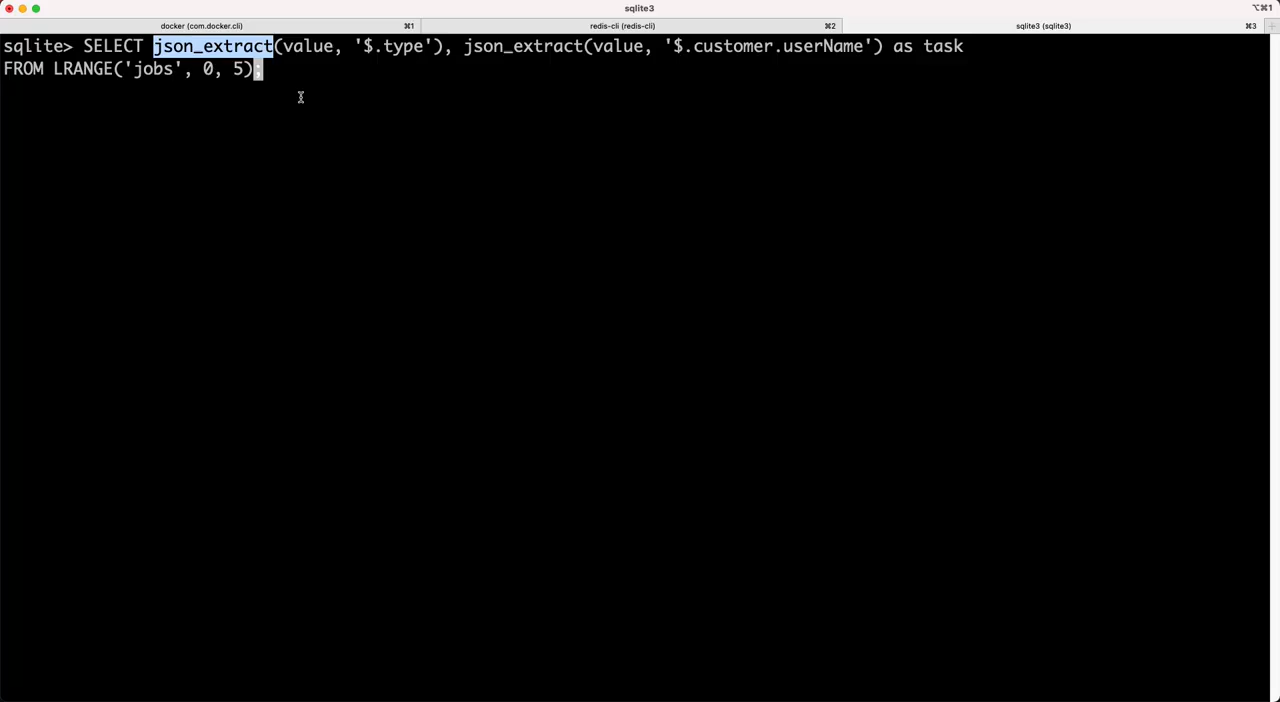 sqlite3
⌥⌘1
docker (com.docker.cli) ⌘1
redis-cli (redis-cli) ⌘2
sqlite3 (sqlite3) ⌘3
sqlite> SELECT json_extract(value, '$.type'), json_extract(value, '$.customer.userName') as task
FROM LRANGE('jobs', 0, 5);